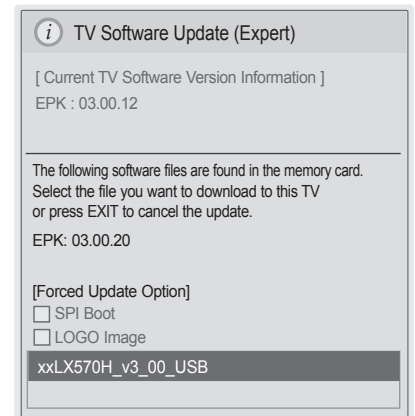 i TV Software Update (Expert)
[ Current TV Software Version Information ]
EPK : 03.00.12
The following software files are found in the memory card.
Select the file you want to download to this TV
or press EXIT to cancel the update.
EPK: 03.00.20
[Forced Update Option]
SPI Boot
LOGO Image
xxLX570H_v3_00_USB